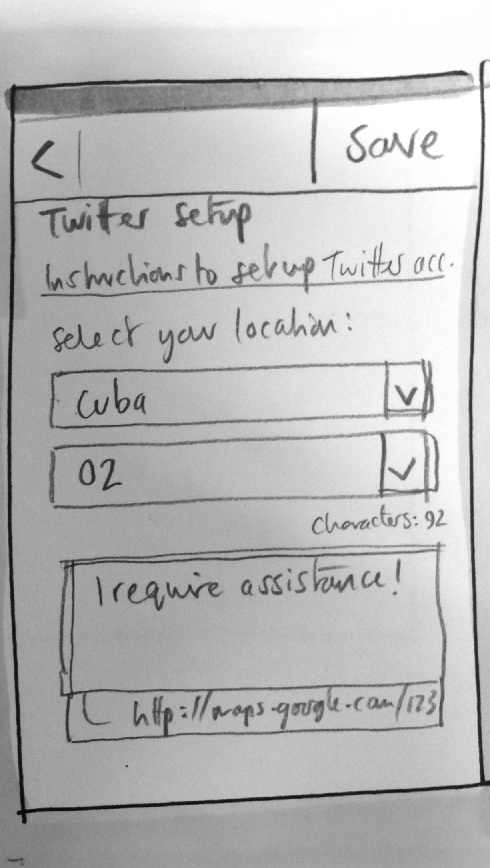 < Save
Twitter setup
Instructions to setup Twitter acc.
select your location:
Cuba
02
characters: 92
I require assistance!
http://maps.google.com/123